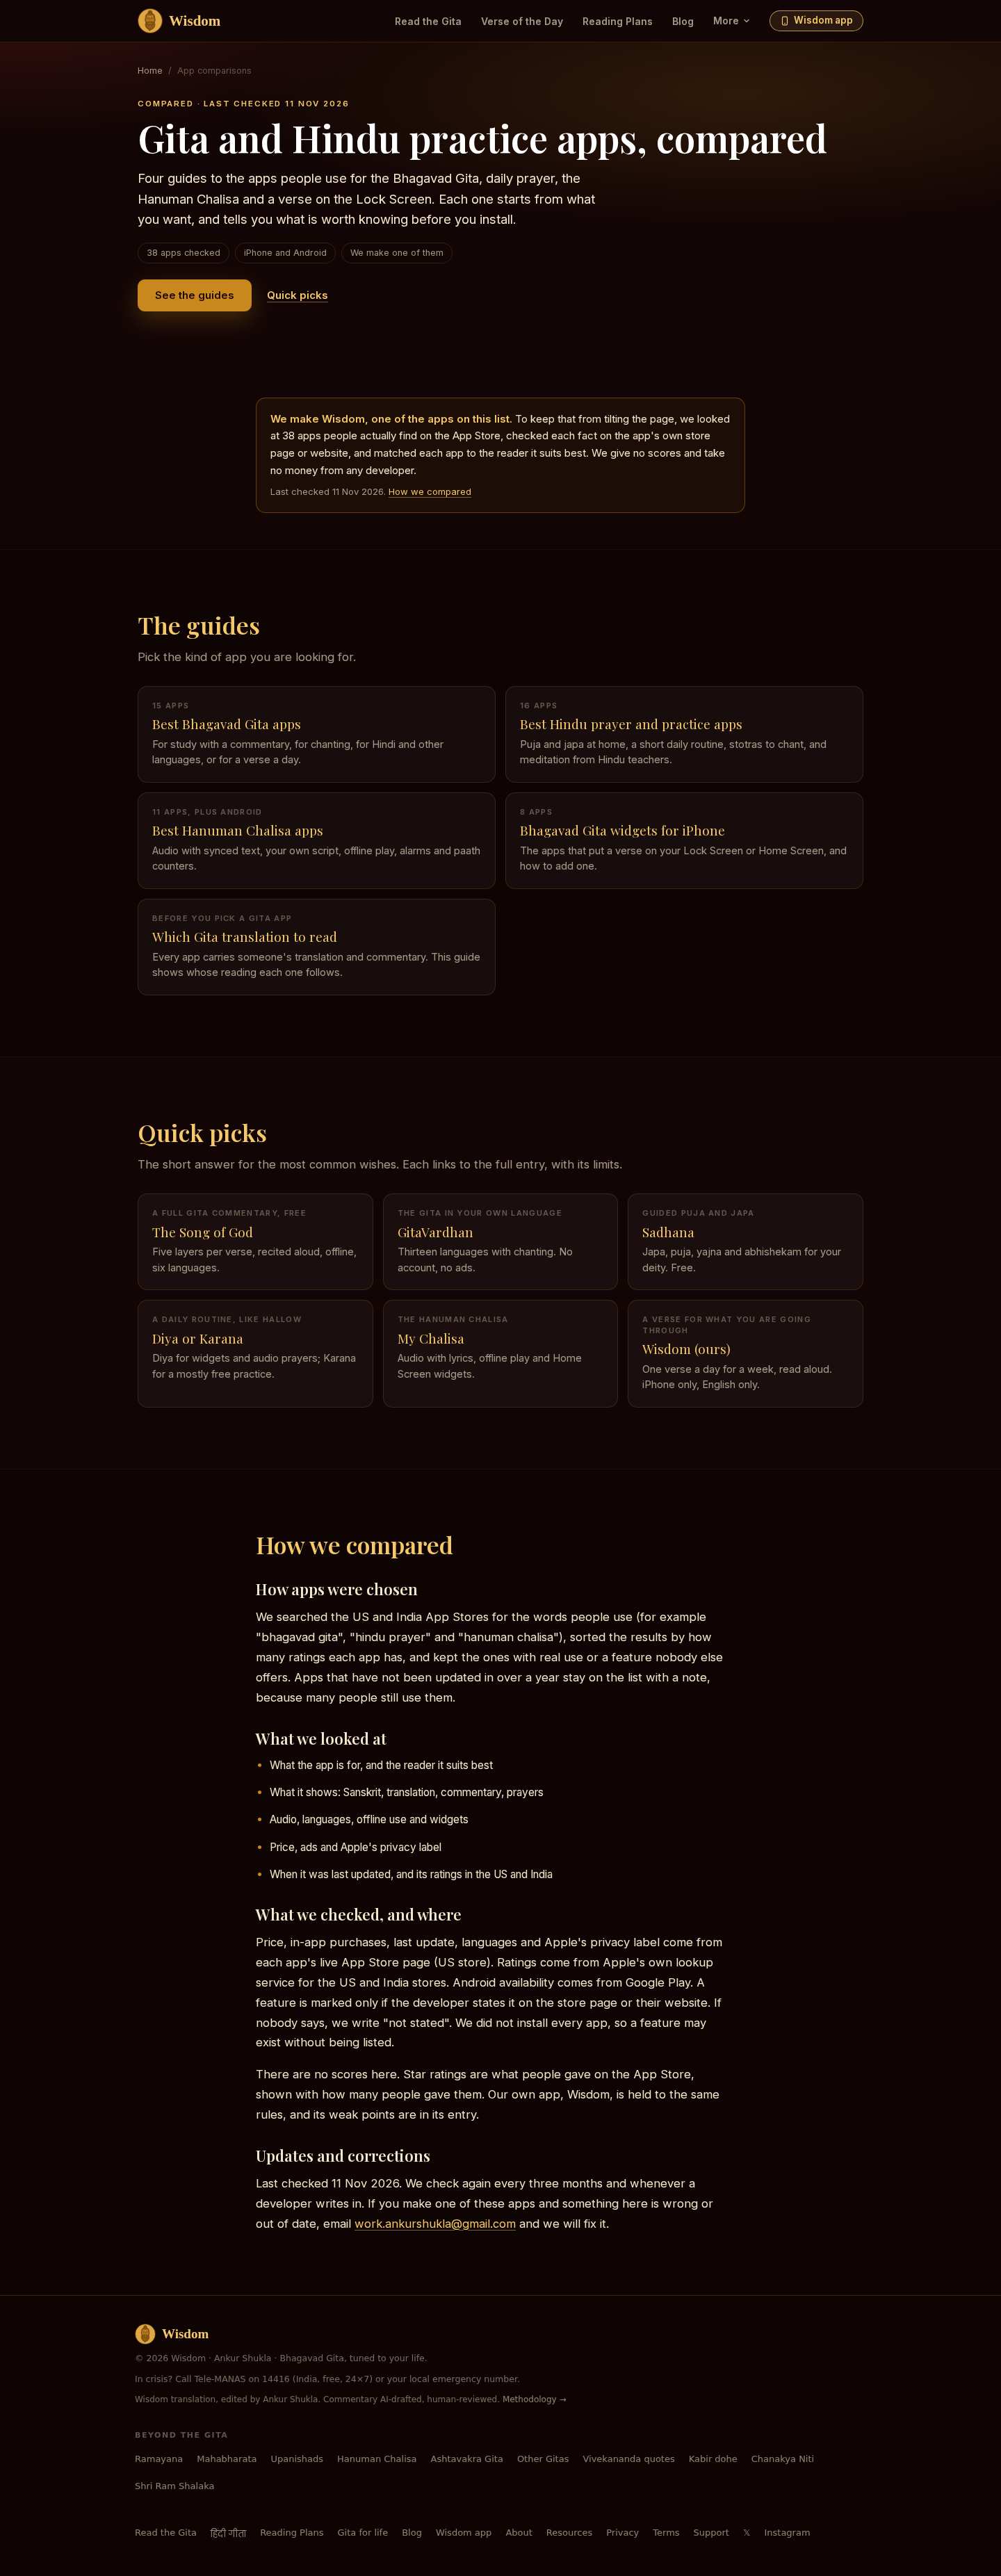 Wisdom
Read the Gita
Verse of the Day
Reading Plans
Blog
More
Wisdom app
Home / App comparisons
COMPARED · LAST CHECKED 11 NOV 2026
Gita and Hindu practice apps, compared
Four guides to the apps people use for the Bhagavad Gita, daily prayer, the
Hanuman Chalisa and a verse on the Lock Screen. Each one starts from what
you want, and tells you what is worth knowing before you install.
38 apps checked
iPhone and Android
We make one of them
See the guides
Quick picks
We make Wisdom, one of the apps on this list. To keep that from tilting the page, we looked
at 38 apps people actually find on the App Store, checked each fact on the app's own store
page or website, and matched each app to the reader it suits best. We give no scores and take
no money from any developer.
Last checked 11 Nov 2026. How we compared
The guides
Pick the kind of app you are looking for.
15 APPS
Best Bhagavad Gita apps
For study with a commentary, for chanting, for Hindi and other
languages, or for a verse a day.
16 APPS
Best Hindu prayer and practice apps
Puja and japa at home, a short daily routine, stotras to chant, and
meditation from Hindu teachers.
11 APPS, PLUS ANDROID
Best Hanuman Chalisa apps
Audio with synced text, your own script, offline play, alarms and paath
counters.
8 APPS
Bhagavad Gita widgets for iPhone
The apps that put a verse on your Lock Screen or Home Screen, and
how to add one.
BEFORE YOU PICK A GITA APP
Which Gita translation to read
Every app carries someone's translation and commentary. This guide
shows whose reading each one follows.
Quick picks
The short answer for the most common wishes. Each links to the full entry, with its limits.
A FULL GITA COMMENTARY, FREE
The Song of God
Five layers per verse, recited aloud, offline,
six languages.
THE GITA IN YOUR OWN LANGUAGE
GitaVardhan
Thirteen languages with chanting. No
account, no ads.
GUIDED PUJA AND JAPA
Sadhana
Japa, puja, yajna and abhishekam for your
deity. Free.
A DAILY ROUTINE, LIKE HALLOW
Diya or Karana
Diya for widgets and audio prayers; Karana
for a mostly free practice.
THE HANUMAN CHALISA
My Chalisa
Audio with lyrics, offline play and Home
Screen widgets.
A VERSE FOR WHAT YOU ARE GOING
THROUGH
Wisdom (ours)
One verse a day for a week, read aloud.
iPhone only, English only.
How we compared
How apps were chosen
We searched the US and India App Stores for the words people use (for example
"bhagavad gita", "hindu prayer" and "hanuman chalisa"), sorted the results by how
many ratings each app has, and kept the ones with real use or a feature nobody else
offers. Apps that have not been updated in over a year stay on the list with a note,
because many people still use them.
What we looked at
• What the app is for, and the reader it suits best
• What it shows: Sanskrit, translation, commentary, prayers
• Audio, languages, offline use and widgets
• Price, ads and Apple's privacy label
• When it was last updated, and its ratings in the US and India
What we checked, and where
Price, in-app purchases, last update, languages and Apple's privacy label come from
each app's live App Store page (US store). Ratings come from Apple's own lookup
service for the US and India stores. Android availability comes from Google Play. A
feature is marked only if the developer states it on the store page or their website. If
nobody says, we write "not stated". We did not install every app, so a feature may
exist without being listed.
There are no scores here. Star ratings are what people gave on the App Store,
shown with how many people gave them. Our own app, Wisdom, is held to the same
rules, and its weak points are in its entry.
Updates and corrections
Last checked 11 Nov 2026. We check again every three months and whenever a
developer writes in. If you make one of these apps and something here is wrong or
out of date, email work.ankurshukla@gmail.com and we will fix it.
Wisdom
© 2026 Wisdom · Ankur Shukla · Bhagavad Gita, tuned to your life.
In crisis? Call Tele-MANAS on 14416 (India, free, 24×7) or your local emergency number.
Wisdom translation, edited by Ankur Shukla. Commentary AI-drafted, human-reviewed. Methodology →
BEYOND THE GITA
Ramayana
Mahabharata
Upanishads
Hanuman Chalisa
Ashtavakra Gita
Other Gitas
Vivekananda quotes
Kabir dohe
Chanakya Niti
Shri Ram Shalaka
Read the Gita
हिंदी गीता
Reading Plans
Gita for life
Blog
Wisdom app
About
Resources
Privacy
Terms
Support
𝕏
Instagram